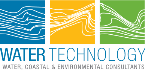 WATER TECHNOLOGY
WATER, COASTAL & ENVIRONMENTAL CONSULTANTS